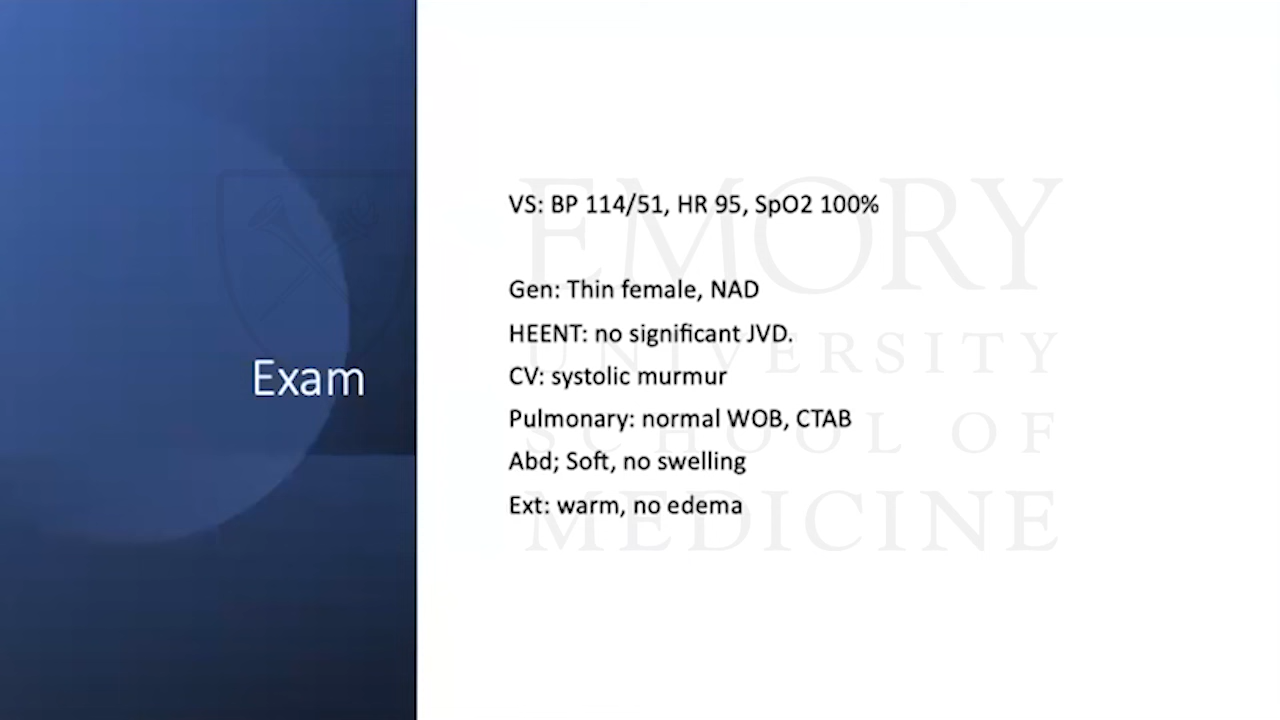 Exam
VS: BP 114/51, HR 95, SpO2 100%
Gen: Thin female, NAD
HEENT: no significant JVD.
CV: systolic murmur
Pulmonary: normal WOB, CTAB
Abd; Soft, no swelling
Ext: warm, no edema
EMORY
UNIVERSITY
SCHOOL OF
MEDICINE